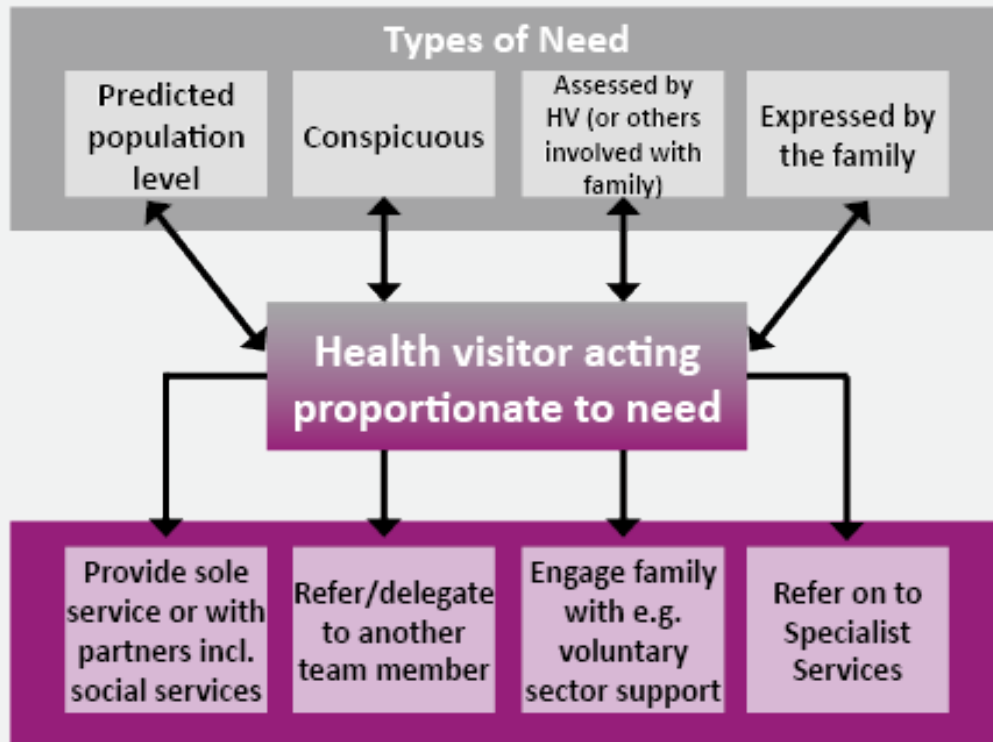 Types of Need
Predicted
population
level
Conspicuous
Assessed by
HV (or others
involved with
family)
Expressed by
the family
Health visitor acting
proportionate to need
Provide sole
service or with
partners incl.
social services
Refer/delegate
to another
team member
Engage family
with e.g.
voluntary
sector support
Refer on to
Specialist
Services